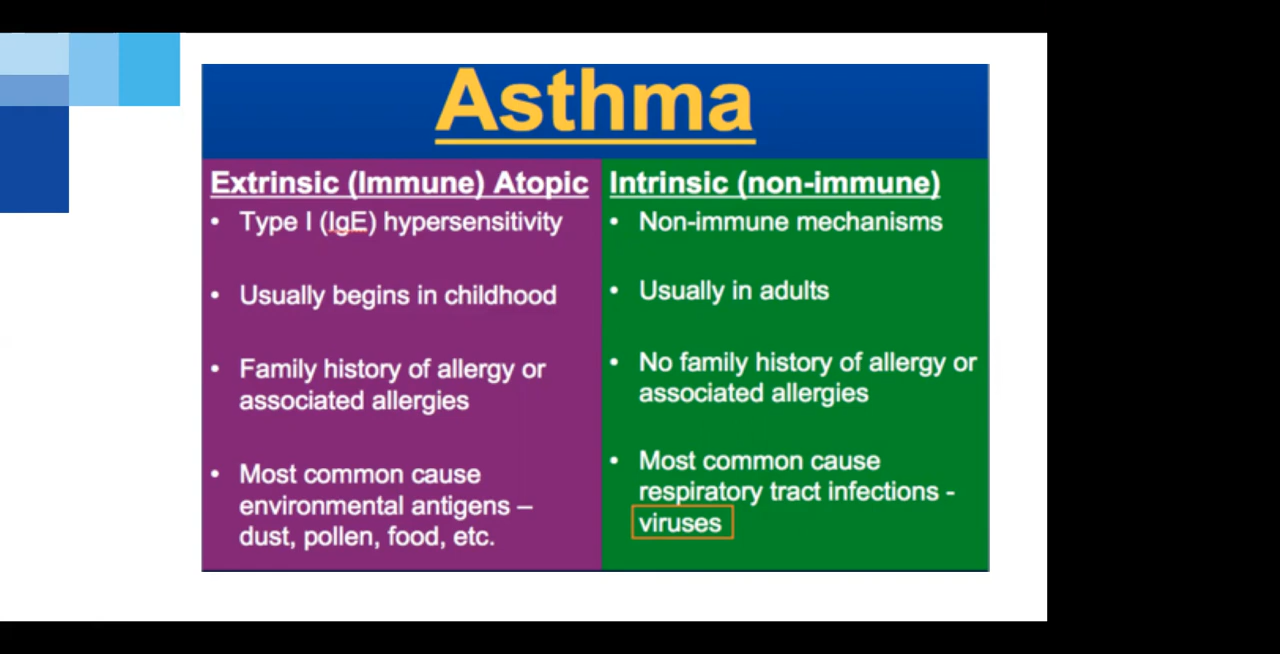 Asthma
Extrinsic (Immune) Atopic
• Type I (IgE) hypersensitivity
• Usually begins in childhood
• Family history of allergy or
associated allergies
• Most common cause
environmental antigens –
dust, pollen, food, etc.
Intrinsic (non-immune)
• Non-immune mechanisms
• Usually in adults
• No family history of allergy or
associated allergies
• Most common cause
respiratory tract infections -
viruses